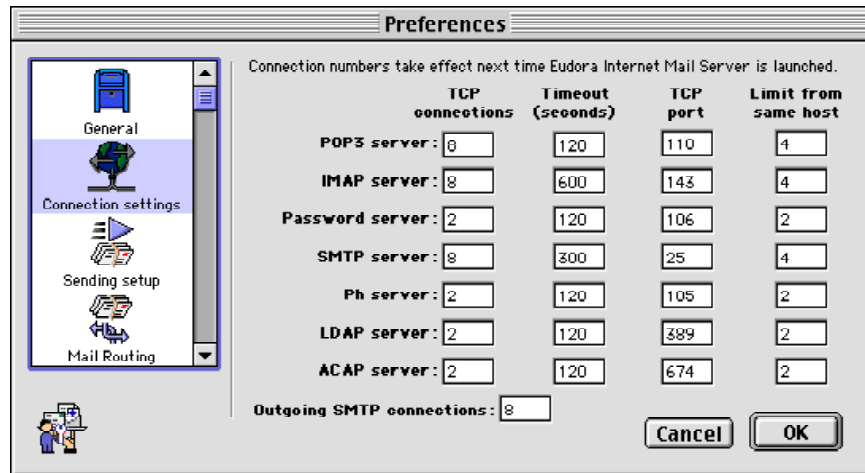 Preferences
General
Connection settings
Sending setup
Mail Routing
Connection numbers take effect next time Eudora Internet Mail Server is launched.
TCP connections Timeout (seconds) TCP port Limit from same host
POP3 server: 8 120 110 4
IMAP server: 8 600 143 4
Password server: 2 120 106 2
SMTP server: 8 300 25 4
Ph server: 2 120 105 2
LDAP server: 2 120 389 2
ACAP server: 2 120 674 2
Outgoing SMTP connections: 8
Cancel OK